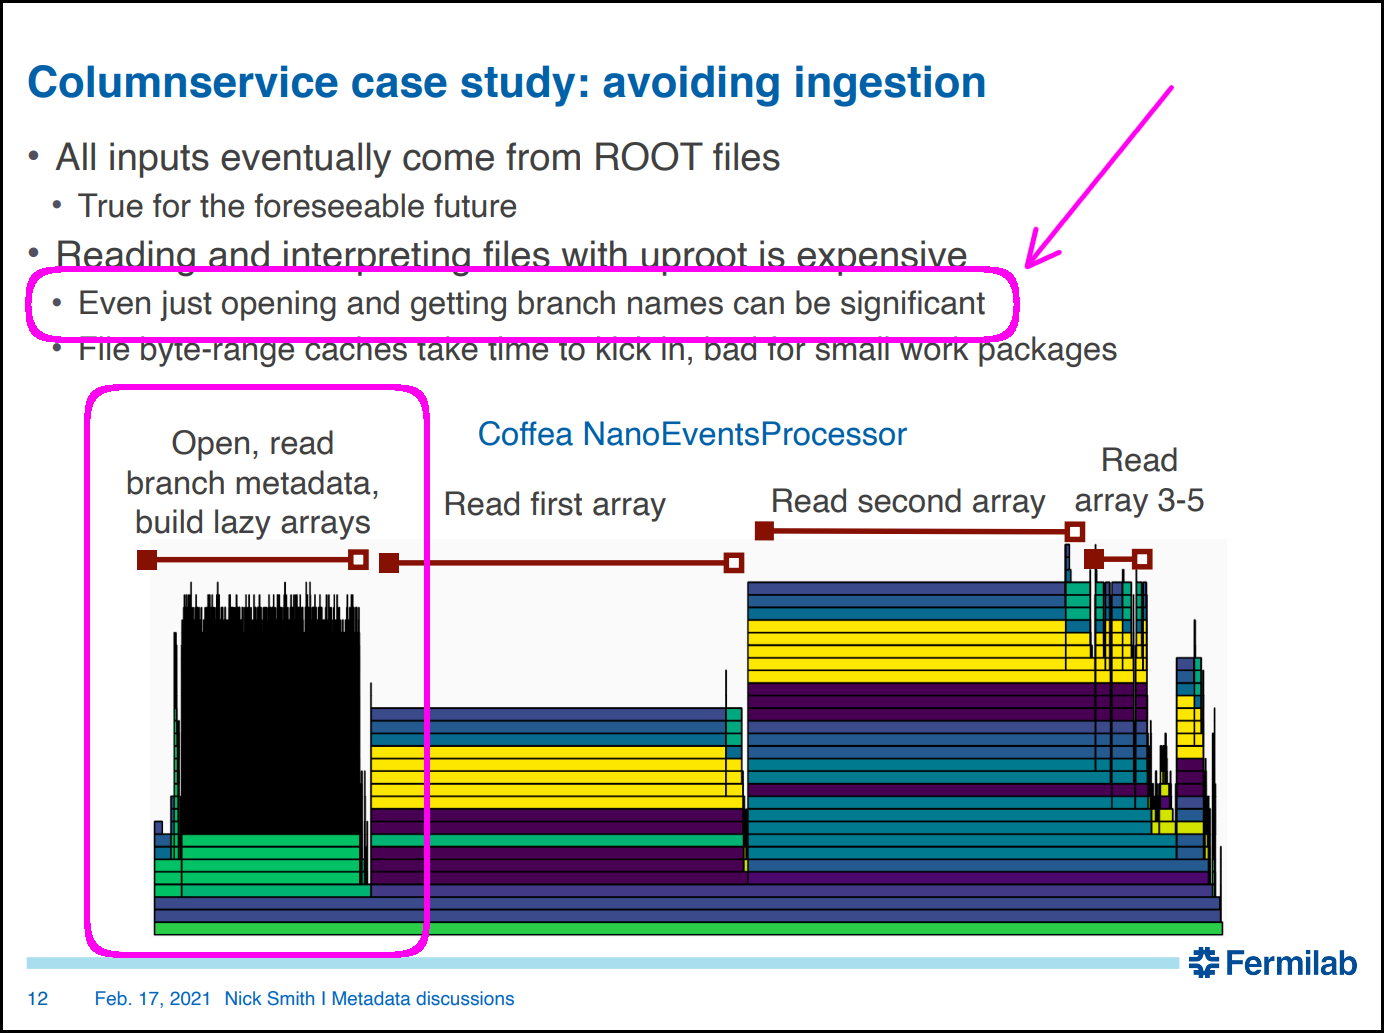 Columnservice case study: avoiding ingestion
• All inputs eventually come from ROOT files
• True for the foreseeable future
• Reading and interpreting files with uproot is expensive
• Even just opening and getting branch names can be significant
• File byte-range caches take time to kick in, bad for small work packages
Open, read
branch metadata,
build lazy arrays
Coffea NanoEventsProcessor
Read first array
Read second array
Read
array 3-5
Fermilab
12 Feb. 17, 2021 Nick Smith | Metadata discussions